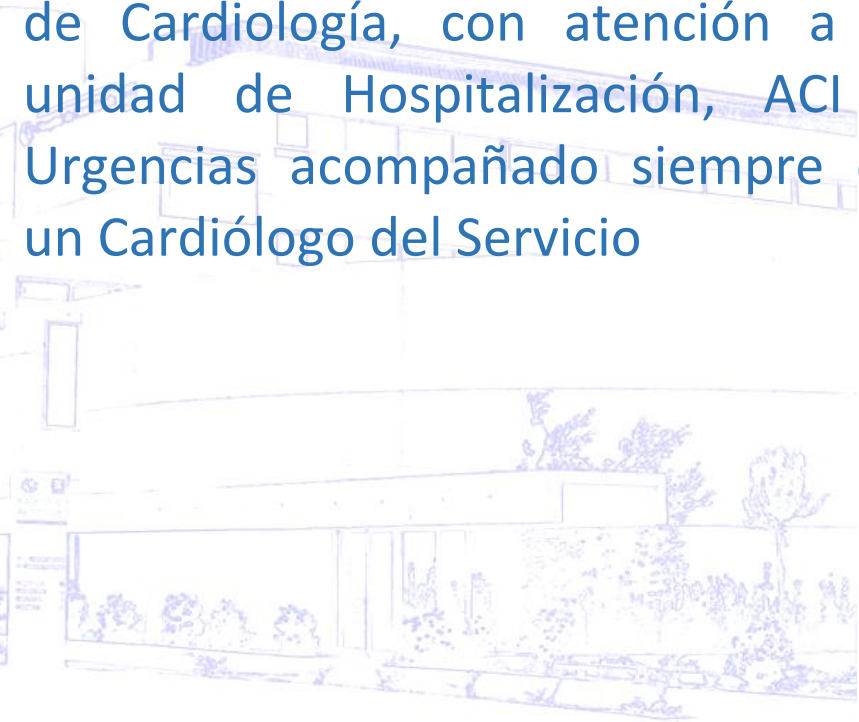 de Cardiología, con atención a
unidad de Hospitalización, ACI
Urgencias acompañado siempre
un Cardiólogo del Servicio